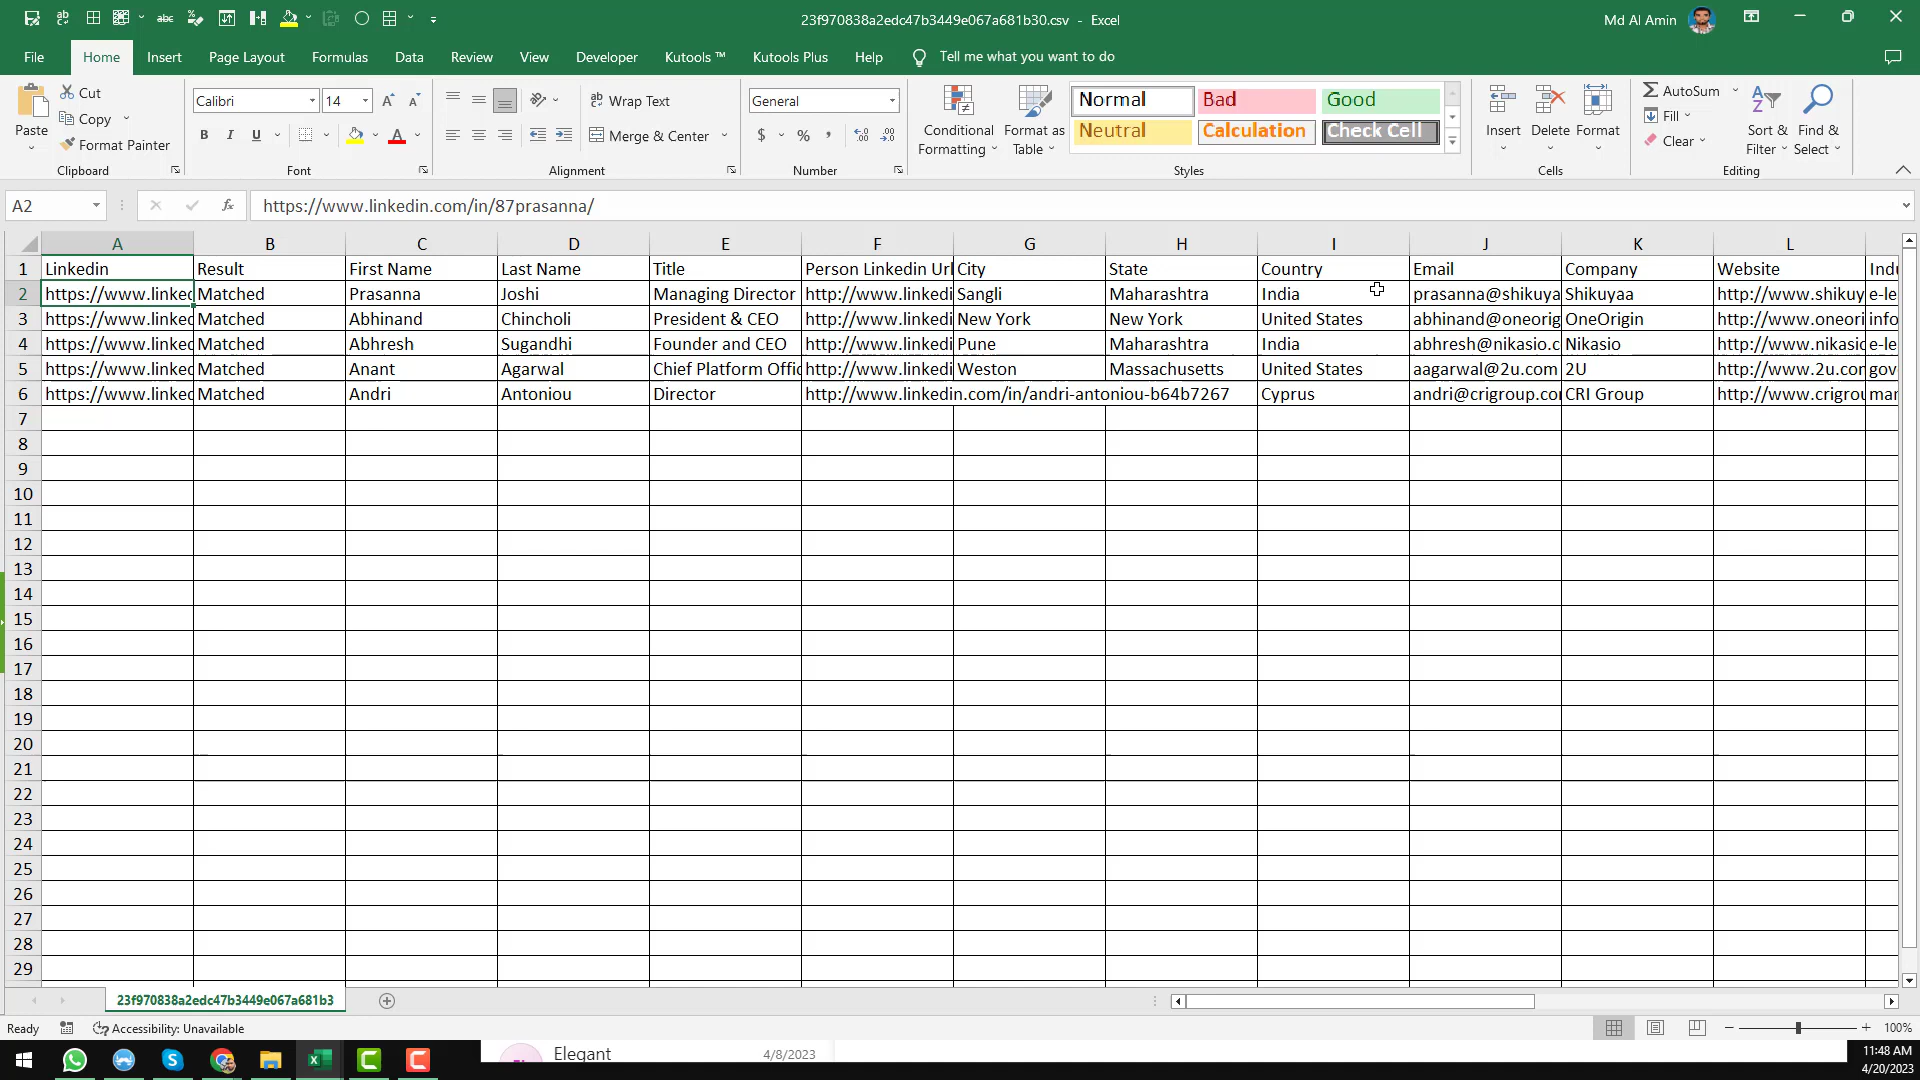 23f970838a2edc47b3449e067a681b30.csv - Excel
Md Al Amin
File Home Insert Page Layout Formulas Data Review View Developer Kutools ™ Kutools Plus Help Tell me what you want to do
Paste
Cut
Copy
Format Painter
Clipboard
Calibri 14
B I U
Font
Wrap Text
Merge & Center
Alignment
General
$ % ,
Number
Conditional Formatting
Format as Table
Normal Bad Good
Neutral Calculation Check Cell
Styles
Insert Delete Format
Cells
AutoSum
Fill
Clear
Sort & Filter
Find & Select
Editing
A2 fx https://www.linkedin.com/in/87prasanna/
A B C D E F G H I J K L
1 Linkedin Result First Name Last Name Title Person Linkedin Url City State Country Email Company Website Indu
2 https://www.linked Matched Prasanna Joshi Managing Director http://www.linkedi Sangli Maharashtra India prasanna@shikuya Shikuyaa http://www.shikuy e-le
3 https://www.linked Matched Abhinand Chincholi President & CEO http://www.linkedi New York New York United States abhinand@oneorig OneOrigin http://www.oneori info
4 https://www.linked Matched Abhresh Sugandhi Founder and CEO http://www.linkedi Pune Maharashtra India abhresh@nikasio.c Nikasio http://www.nikasio e-le
5 https://www.linked Matched Anant Agarwal Chief Platform Offic http://www.linkedi Weston Massachusetts United States aagarwal@2u.com 2U http://www.2u.con gov
6 https://www.linked Matched Andri Antoniou Director http://www.linkedin.com/in/andri-antoniou-b64b7267 Cyprus andri@crigroup.co CRI Group http://www.crigrou mar
7
8
9
10
11
12
13
14
15
16
17
18
19
20
21
22
23
24
25
26
27
28
29
23f970838a2edc47b3449e067a681b3
Ready Accessibility: Unavailable 100%
Elegant 4/8/2023
11:48 AM
4/20/2023